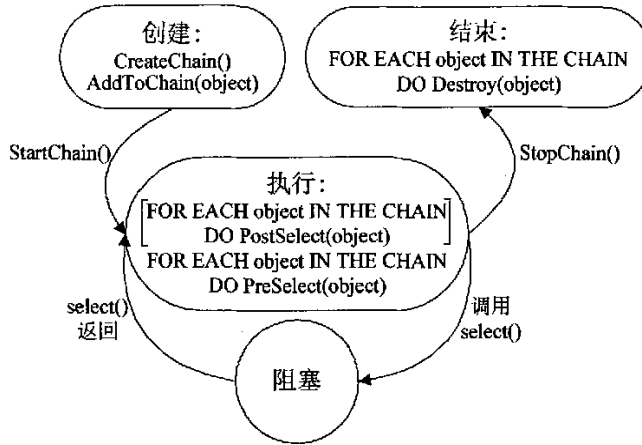 创建:
CreateChain()
AddToChain(object)
结束:
FOR EACH object IN THE CHAIN
DO Destroy(object)
StartChain()
StopChain()
执行:
FOR EACH object IN THE CHAIN
DO PostSelect(object)
FOR EACH object IN THE CHAIN
DO PreSelect(object)
select()
返回
调用
select()
阻塞